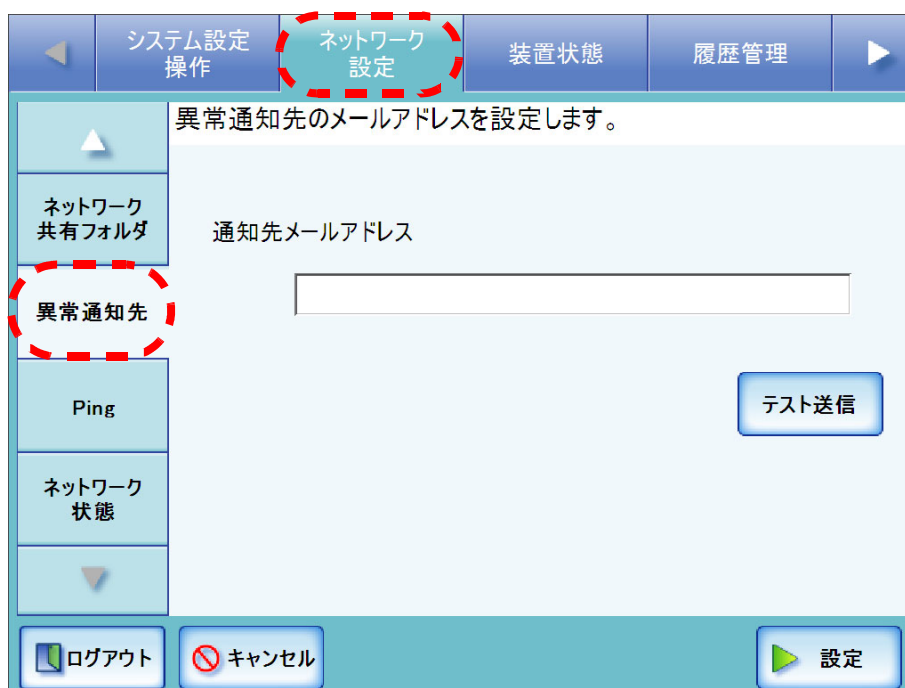 システム設定
操作
ネットワーク
設定
装置状態
履歴管理
異常通知先のメールアドレスを設定します。
ネットワーク
共有フォルダ
通知先メールアドレス
異常通知先
Ping
テスト送信
ネットワーク
状態
ログアウト
キャンセル
設定